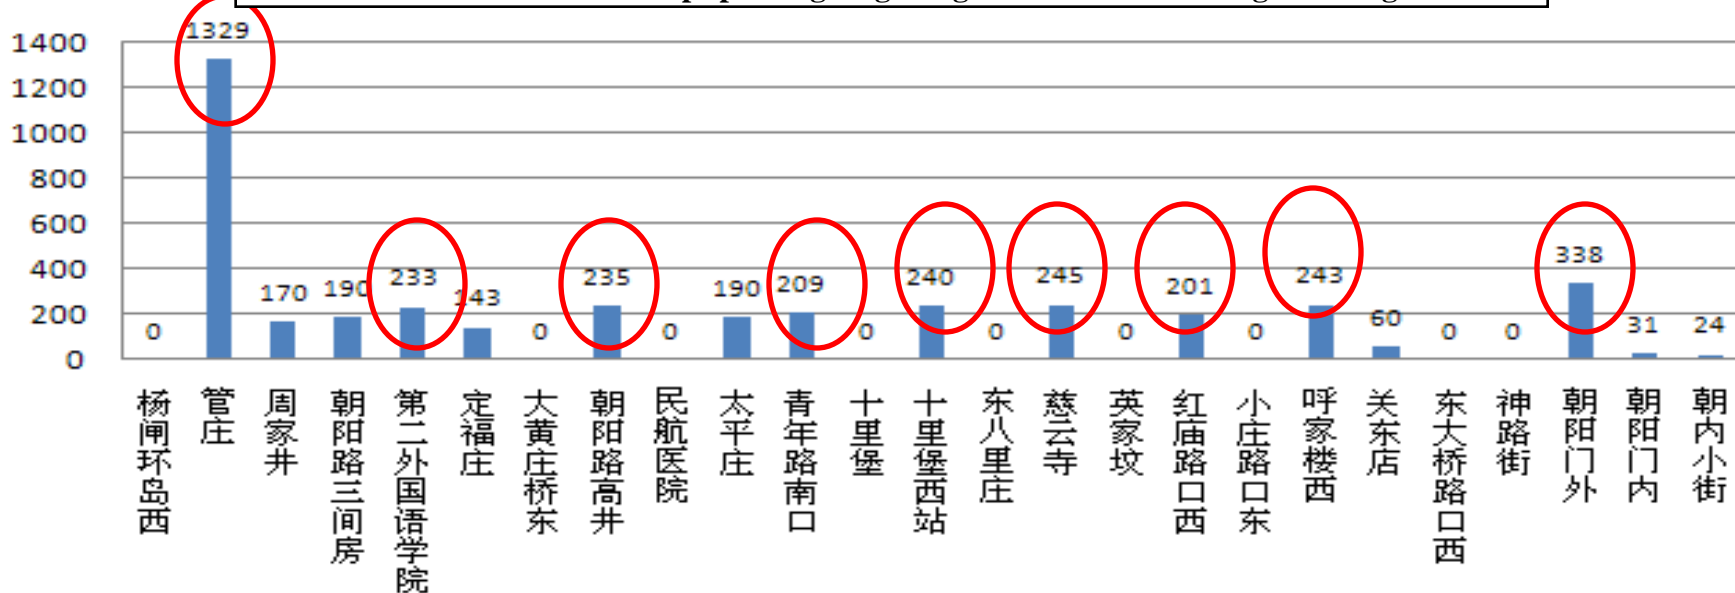 1400
1200
1000
800
600
400
200
0
0
1329
170
190
233
143
0
235
0
190
209
0
240
0
245
0
201
0
243
60
0
0
338
31
24
杨闸环岛西
管庄
周家井
朝阳路三间房
第二外国语学院
定福庄
大黄庄桥东
朝阳路高井
民航医院
太平庄
青年路南口
十里堡
十里堡西站
东八里庄
慈云寺
英家坟
红庙路口西
小庄路口东
呼家楼西
关东店
东大桥路口西
神路街
朝阳门外
朝阳门内
朝内小街